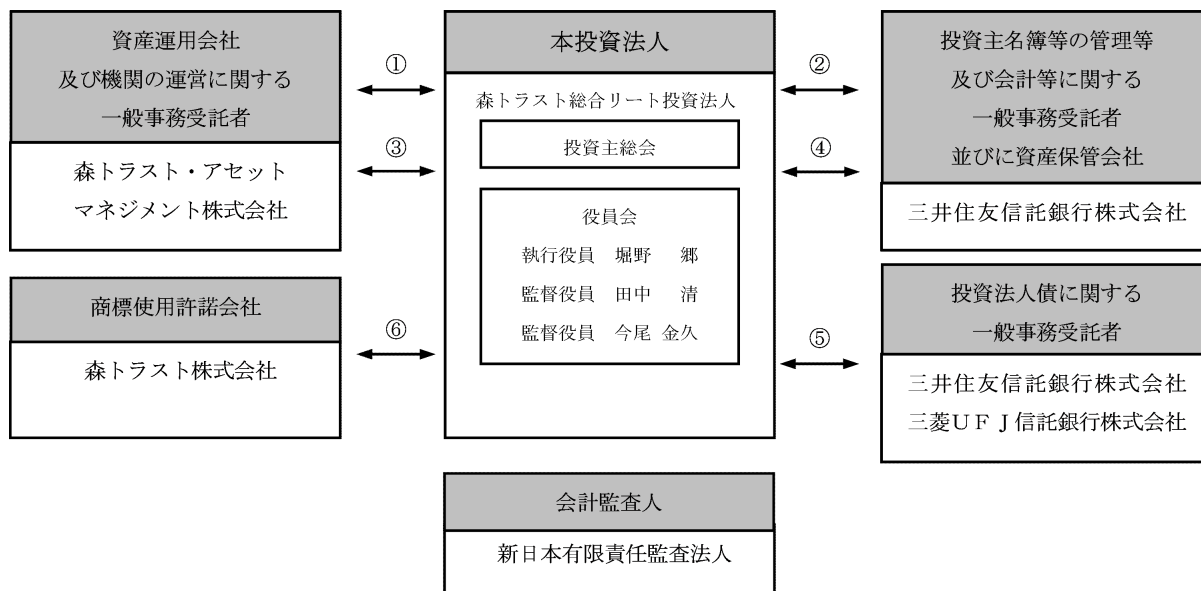 資産運用会社
及び機関の運営に関する
一般事務受託者
森トラスト・アセット
マネジメント株式会社
①
③
本投資法人
森トラスト総合リート投資法人
投資主総会
役員会
執行役員 堀野 郷
監督役員 田中 清
監督役員 今尾 金久
②
④
投資主名簿等の管理等
及び会計等に関する
一般事務受託者
並びに資産保管会社
三井住友信託銀行株式会社
商標使用許諾会社
森トラスト株式会社
⑥
⑤
投資法人債に関する
一般事務受託者
三井住友信託銀行株式会社
三菱UFJ信託銀行株式会社
会計監査人
新日本有限責任監査法人